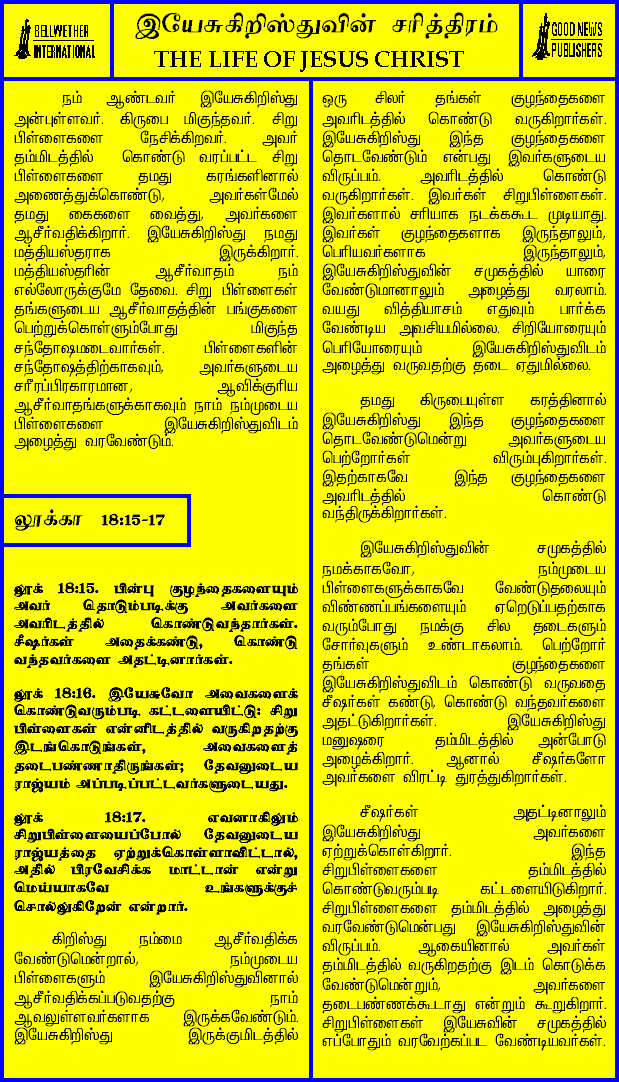 BELLWETHER
INTERNATIONAL
இயேசுகிறிஸ்துவின் சரித்திரம்
THE LIFE OF JESUS CHRIST
GOOD NEWS
PUBLISHERS
நம் ஆண்டவர் இயேசுகிறிஸ்து
அன்புள்ளவர். கிருபை மிகுந்தவர். சிறு
பிள்ளைகளை நேசிக்கிறவர். அவர்
தம்மிடத்தில் கொண்டு வரப்பட்ட சிறு
பிள்ளைகளை தமது கரங்களினால்
அணைத்துக்கொண்டு, அவர்கள்மேல்
தமது கைகளை வைத்து, அவர்களை
ஆசீர்வதிக்கிறார். இயேசுகிறிஸ்து நமது
மத்தியஸ்தராக இருக்கிறார்.
மத்தியஸ்தரின் ஆசீர்வாதம் நம்
எல்லோருக்குமே தேவை. சிறு பிள்ளைகள்
தங்களுடைய ஆசீர்வாதத்தின் பங்குகளை
பெற்றுக்கொள்ளும்போது மிகுந்த
சந்தோஷமடைவார்கள். பிள்ளைகளின்
சந்தோஷத்திற்காகவும், அவர்களுடைய
சரீரப்பிரகாரமான, ஆவிக்குரிய
ஆசீர்வாதங்களுக்காகவும் நாம் நம்முடைய
பிள்ளைகளை இயேசுகிறிஸ்துவிடம்
அழைத்து வரவேண்டும்.
லூக்கா 18:15-17
லூக் 18:15. பின்பு குழந்தைகளையும்
அவர் தொடும்படிக்கு அவர்களை
அவரிடத்தில் கொண்டுவந்தார்கள்.
சீஷர்கள் அதைக்கண்டு, கொண்டு
வந்தவர்களை அதட்டினார்கள்.
லூக் 18:16. இயேசுவோ அவைகளைக்
கொண்டுவரும்படி கட்டளையிட்டு: சிறு
பிள்ளைகள் என்னிடத்தில் வருகிறதற்கு
இடங்கொடுங்கள், அவைகளைத்
தடைபண்ணாதிருங்கள்; தேவனுடைய
ராஜ்யம் அப்படிப்பட்டவர்களுடையது.
லூக் 18:17. எவனாகிலும்
சிறுபிள்ளையைப்போல் தேவனுடைய
ராஜ்யத்தை ஏற்றுக்கொள்ளாவிட்டால்,
அதில் பிரவேசிக்க மாட்டான் என்று
மெய்யாகவே உங்களுக்குச்
சொல்லுகிறேன் என்றார்.
கிறிஸ்து நம்மை ஆசீர்வதிக்க
வேண்டுமென்றால், நம்முடைய
பிள்ளைகளும் இயேசுகிறிஸ்துவினால்
ஆசீர்வதிக்கப்படுவதற்கு நாம்
ஆவலுள்ளவர்களாக இருக்கவேண்டும்.
இயேசுகிறிஸ்து இருக்குமிடத்தில்
ஒரு சிலர் தங்கள் குழந்தைகளை
அவரிடத்தில் கொண்டு வருகிறார்கள்.
இயேசுகிறிஸ்து இந்த குழந்தைகளை
தொடவேண்டும் என்பது இவர்களுடைய
விருப்பம். அவரிடத்தில் கொண்டு
வருகிறார்கள். இவர்கள் சிறுபிள்ளைகள்.
இவர்களால் சரியாக நடக்ககூட முடியாது.
இவர்கள் குழந்தைகளாக இருந்தாலும்,
பெரியவர்களாக இருந்தாலும்,
இயேசுகிறிஸ்துவின் சமுகத்தில் யாரை
வேண்டுமானாலும் அழைத்து வரலாம்.
வயது வித்தியாசம் எதுவும் பார்க்க
வேண்டிய அவசியமில்லை. சிறியோரையும்
பெரியோரையும் இயேசுகிறிஸ்துவிடம்
அழைத்து வருவதற்கு தடை ஏதுமில்லை.
தமது கிருபையுள்ள கரத்தினால்
இயேசுகிறிஸ்து இந்த குழந்தைகளை
தொடவேண்டுமென்று அவர்களுடைய
பெற்றோர்கள் விரும்புகிறார்கள்.
இதற்காகவே இந்த குழந்தைகளை
அவரிடத்தில் கொண்டு
வந்திருக்கிறார்கள்.
இயேசுகிறிஸ்துவின் சமுகத்தில்
நமக்காகவோ, நம்முடைய
பிள்ளைகளுக்காகவே வேண்டுதலையும்
விண்ணப்பங்களையும் ஏறெடுப்பதற்காக
வரும்போது நமக்கு சில தடைகளும்
சோர்வுகளும் உண்டாகலாம். பெற்றோர்
தங்கள் குழந்தைகளை
இயேசுகிறிஸ்துவிடம் கொண்டு வருவதை
சீஷர்கள் கண்டு, கொண்டு வந்தவர்களை
அதட்டுகிறார்கள். இயேசுகிறிஸ்து
மனுஷரை தம்மிடத்தில் அன்போடு
அழைக்கிறார். ஆனால் சீஷர்களோ
அவர்களை விரட்டி துரத்துகிறார்கள்.
சீஷர்கள் அதட்டினாலும்
இயேசுகிறிஸ்து அவர்களை
ஏற்றுக்கொள்கிறார். இந்த
சிறுபிள்ளைகளை தம்மிடத்தில்
கொண்டுவரும்படி கட்டளையிடுகிறார்.
சிறுபிள்ளைகளை தம்மிடத்தில் அழைத்து
வரவேண்டுமென்பது இயேசுகிறிஸ்துவின்
விருப்பம். ஆகையினால் அவர்கள்
தம்மிடத்தில் வருகிறதற்கு இடம் கொடுக்க
வேண்டுமென்றும், அவர்களை
தடைபண்ணக்கூடாது என்றும் கூறுகிறார்.
சிறுபிள்ளைகள் இயேசுவின் சமுகத்தில்
எப்போதும் வரவேற்கப்பட வேண்டியவர்கள்.